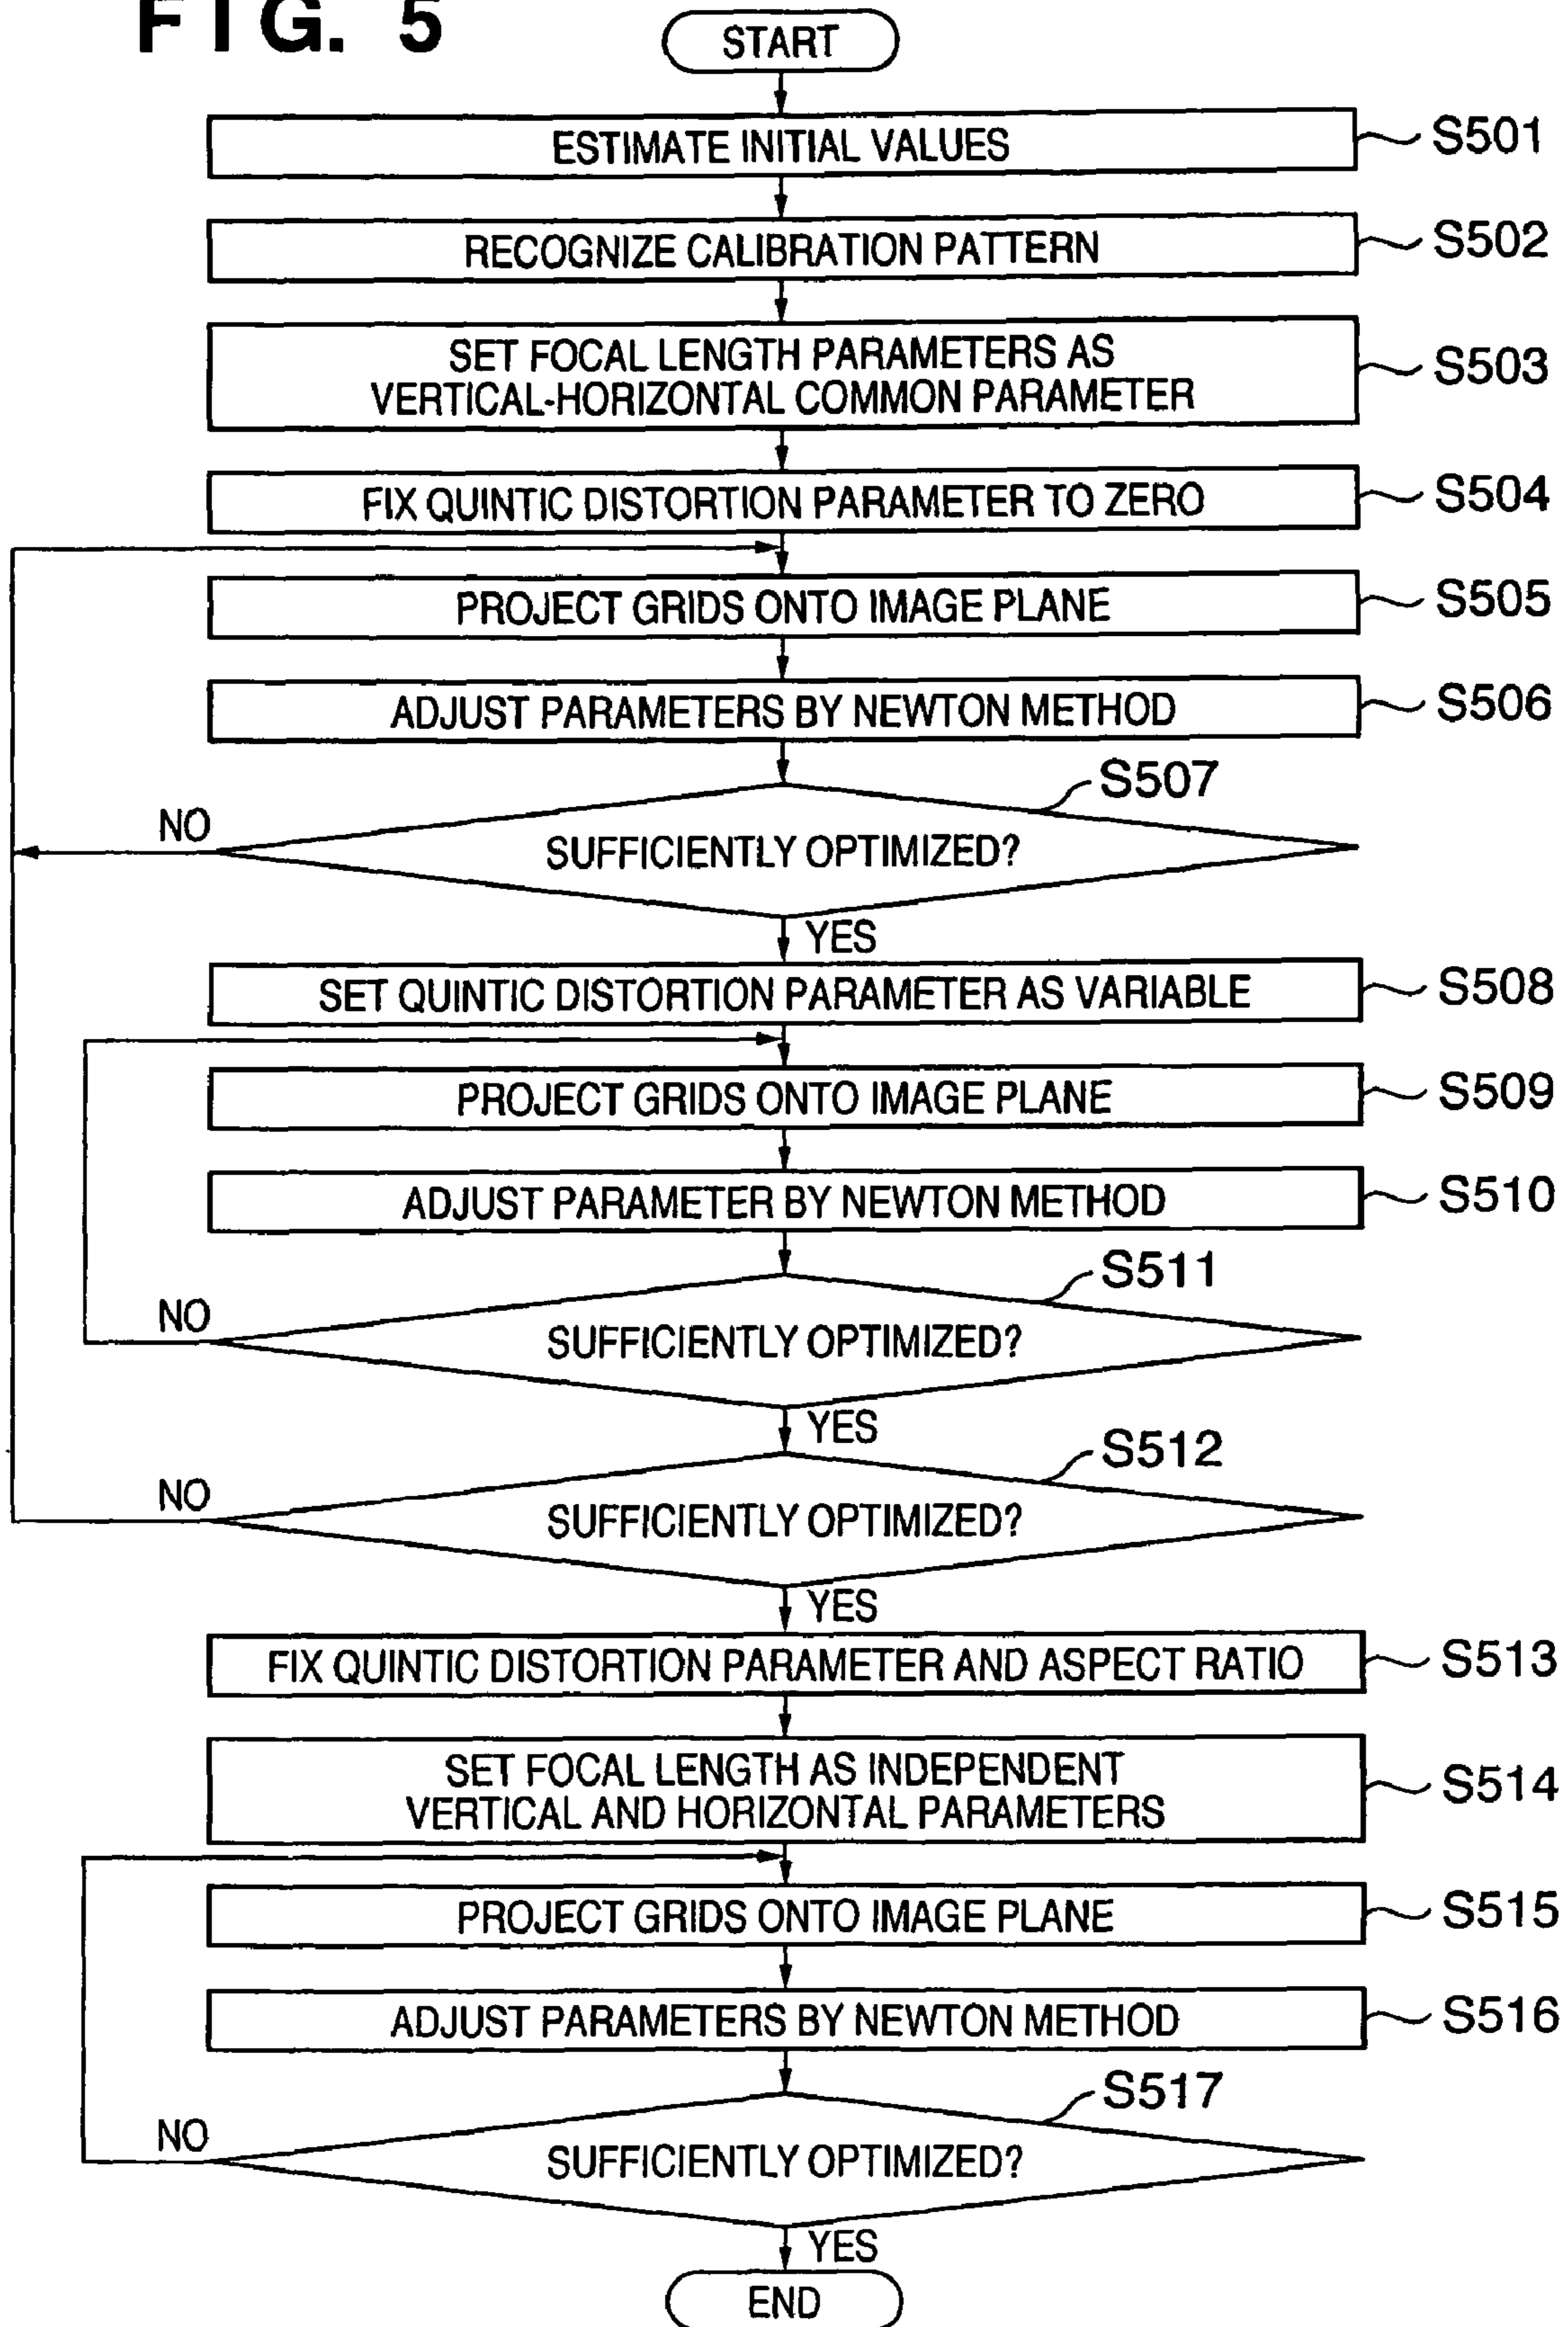 FIG. 5
START
ESTIMATE INITIAL VALUES
S501
RECOGNIZE CALIBRATION PATTERN
S502
SET FOCAL LENGTH PARAMETERS AS
VERTICAL-HORIZONTAL COMMON PARAMETER
S503
FIX QUINTIC DISTORTION PARAMETER TO ZERO
S504
PROJECT GRIDS ONTO IMAGE PLANE
S505
ADJUST PARAMETERS BY NEWTON METHOD
S506
S507
NO
SUFFICIENTLY OPTIMIZED?
YES
SET QUINTIC DISTORTION PARAMETER AS VARIABLE
S508
PROJECT GRIDS ONTO IMAGE PLANE
S509
ADJUST PARAMETER BY NEWTON METHOD
S510
S511
NO
SUFFICIENTLY OPTIMIZED?
YES
S512
NO
SUFFICIENTLY OPTIMIZED?
YES
FIX QUINTIC DISTORTION PARAMETER AND ASPECT RATIO
S513
SET FOCAL LENGTH AS INDEPENDENT
VERTICAL AND HORIZONTAL PARAMETERS
S514
PROJECT GRIDS ONTO IMAGE PLANE
S515
ADJUST PARAMETERS BY NEWTON METHOD
S516
S517
NO
SUFFICIENTLY OPTIMIZED?
YES
END